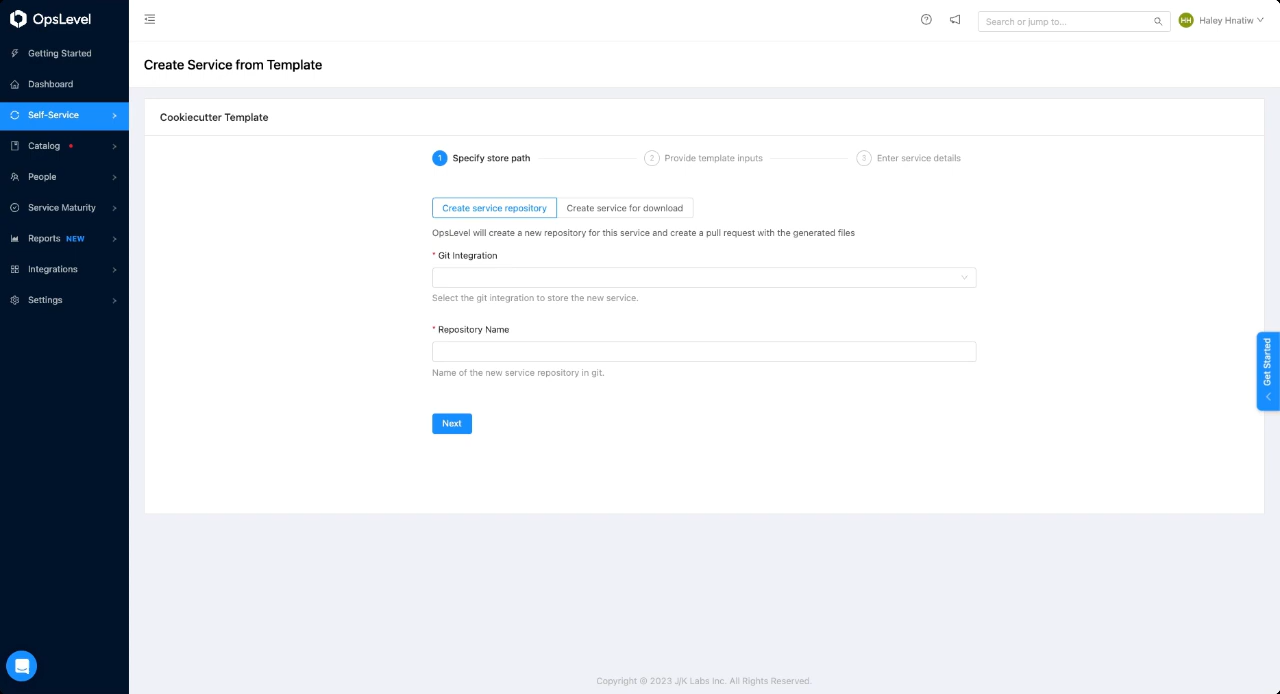 OpsLevel
Search or jump to...
HH
Haley Hnatiw
Getting Started
Dashboard
Self-Service
Catalog
People
Service Maturity
Reports NEW
Integrations
Settings
Create Service from Template
Cookiecutter Template
1 Specify store path
2 Provide template inputs
3 Enter service details
Create service repository
Create service for download
OpsLevel will create a new repository for this service and create a pull request with the generated files
* Git Integration
Select the git integration to store the new service.
* Repository Name
Name of the new service repository in git.
Next
Get Started
Copyright © 2023 J/K Labs Inc. All Rights Reserved.